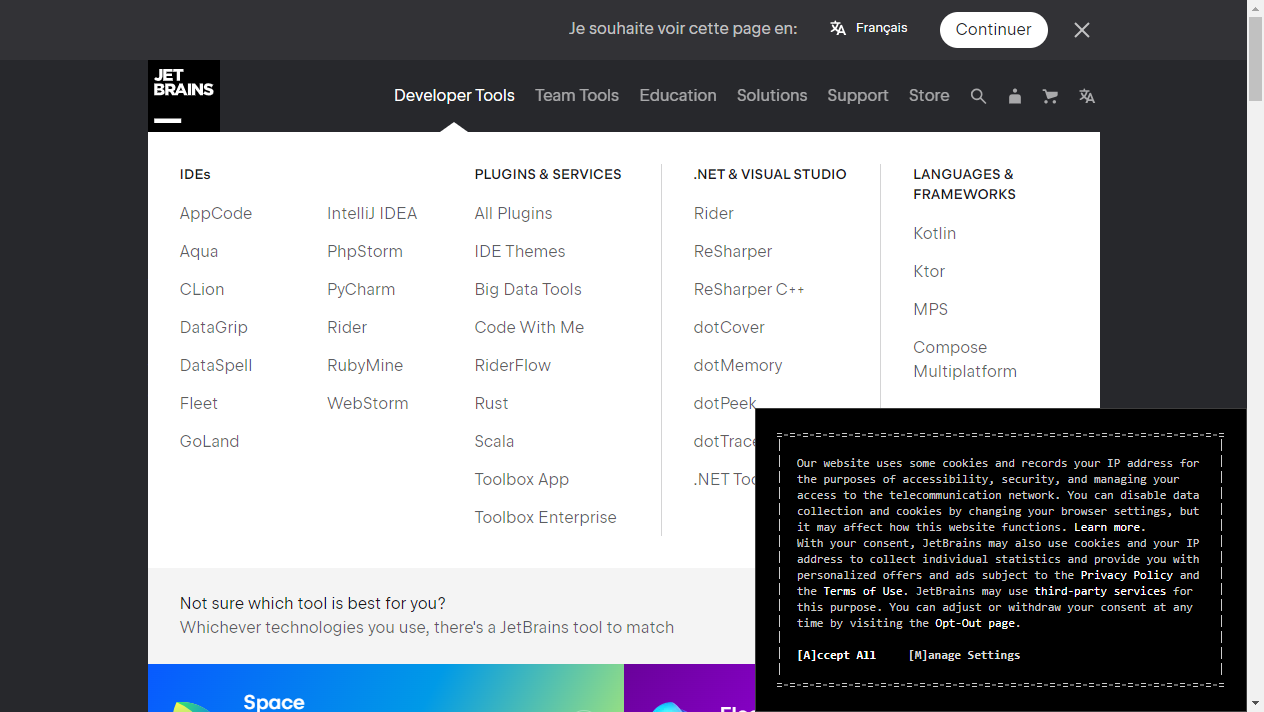 Je souhaite voir cette page en:
Français
Continuer
JET
BRAINS
Developer Tools
Team Tools
Education
Solutions
Support
Store
IDEs
AppCode
Aqua
CLion
DataGrip
DataSpell
Fleet
GoLand
IntelliJ IDEA
PhpStorm
PyCharm
Rider
RubyMine
WebStorm
PLUGINS & SERVICES
All Plugins
IDE Themes
Big Data Tools
Code With Me
RiderFlow
Rust
Scala
Toolbox App
Toolbox Enterprise
.NET & VISUAL STUDIO
Rider
ReSharper
ReSharper C++
dotCover
dotMemory
dotPeek
dotTrace
.NET
LANGUAGES &
FRAMEWORKS
Kotlin
Ktor
MPS
Compose
Multiplatform
Not sure which tool is best for you?
Whichever technologies you use, there's a JetBrains tool to match
Space
Our website uses some cookies and records your IP address for
the purposes of accessibility, security, and managing your
access to the telecommunication network. You can disable data
collection and cookies by changing your browser settings, but
it may affect how this website functions. Learn more.
With your consent, JetBrains may also use cookies and your IP
address to collect individual statistics and provide you with
personalized offers and ads subject to the Privacy Policy and
the Terms of Use. JetBrains may use third-party services for
this purpose. You can adjust or withdraw your consent at any
time by visiting the Opt-Out page.
[A]ccept All
[M]anage Settings